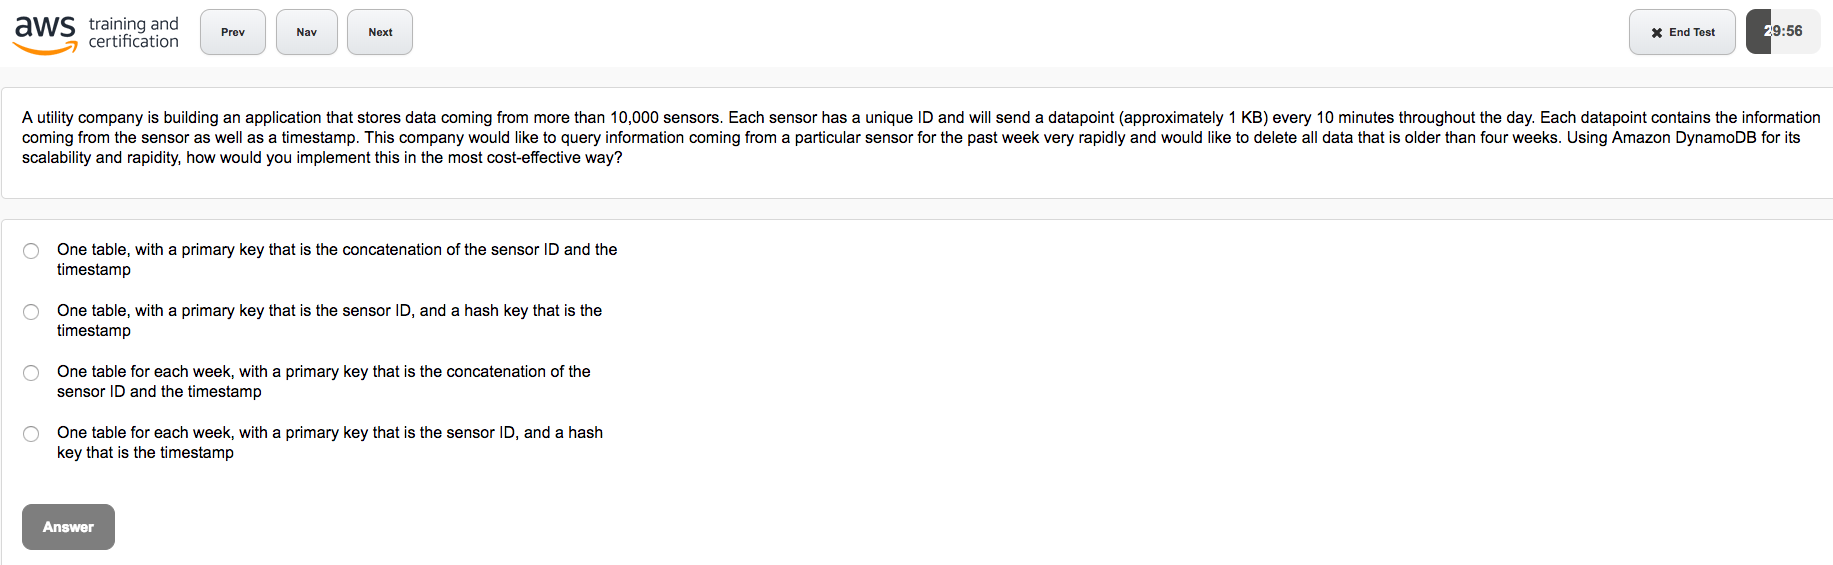 aws training and certification
Prev
Nav
Next
✖ End Test
29:56
A utility company is building an application that stores data coming from more than 10,000 sensors. Each sensor has a unique ID and will send a datapoint (approximately 1 KB) every 10 minutes throughout the day. Each datapoint contains the information
coming from the sensor as well as a timestamp. This company would like to query information coming from a particular sensor for the past week very rapidly and would like to delete all data that is older than four weeks. Using Amazon DynamoDB for its
scalability and rapidity, how would you implement this in the most cost-effective way?
One table, with a primary key that is the concatenation of the sensor ID and the
timestamp
One table, with a primary key that is the sensor ID, and a hash key that is the
timestamp
One table for each week, with a primary key that is the concatenation of the
sensor ID and the timestamp
One table for each week, with a primary key that is the sensor ID, and a hash
key that is the timestamp
Answer